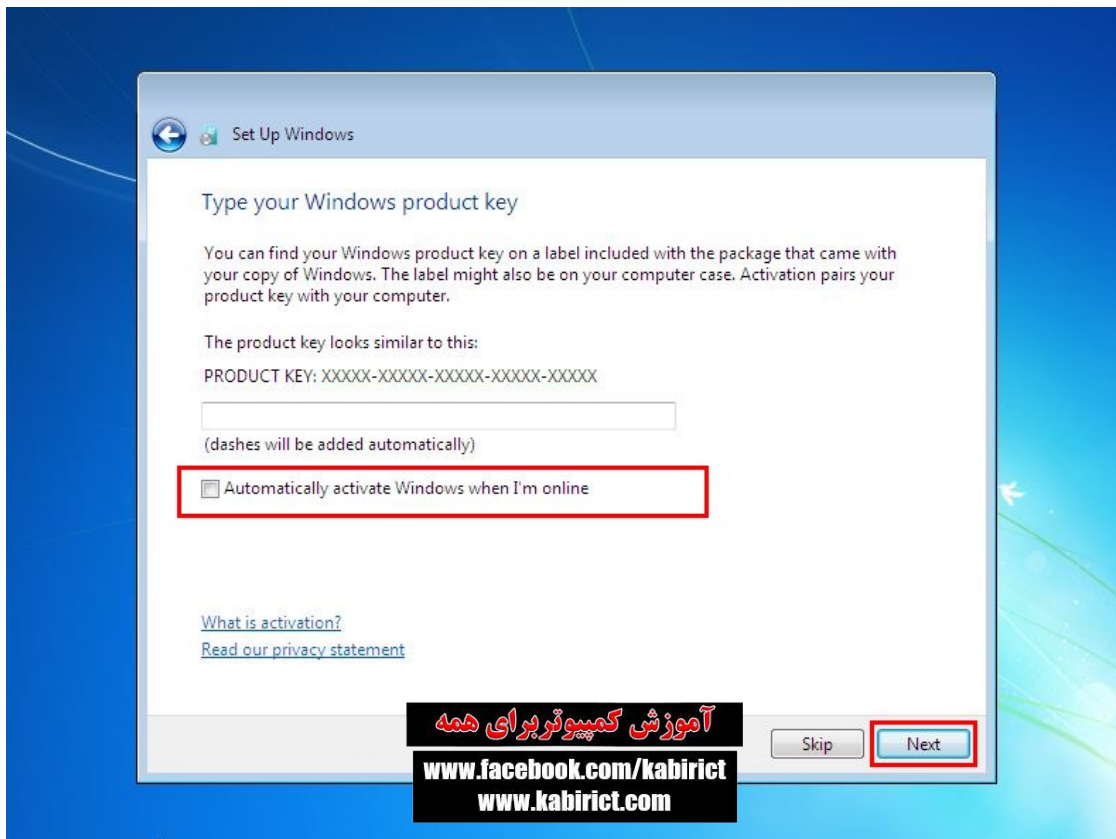 Set Up Windows
Type your Windows product key
You can find your Windows product key on a label included with the package that came with
your copy of Windows. The label might also be on your computer case. Activation pairs your
product key with your computer.
The product key looks similar to this:
PRODUCT KEY: XXXXX-XXXXX-XXXXX-XXXXX-XXXXX
(dashes will be added automatically)
Automatically activate Windows when I'm online
What is activation?
Read our privacy statement
آموزش کمپیوتر برای همه
Skip Next
www.facebook.com/kabirict
www.kabirict.com